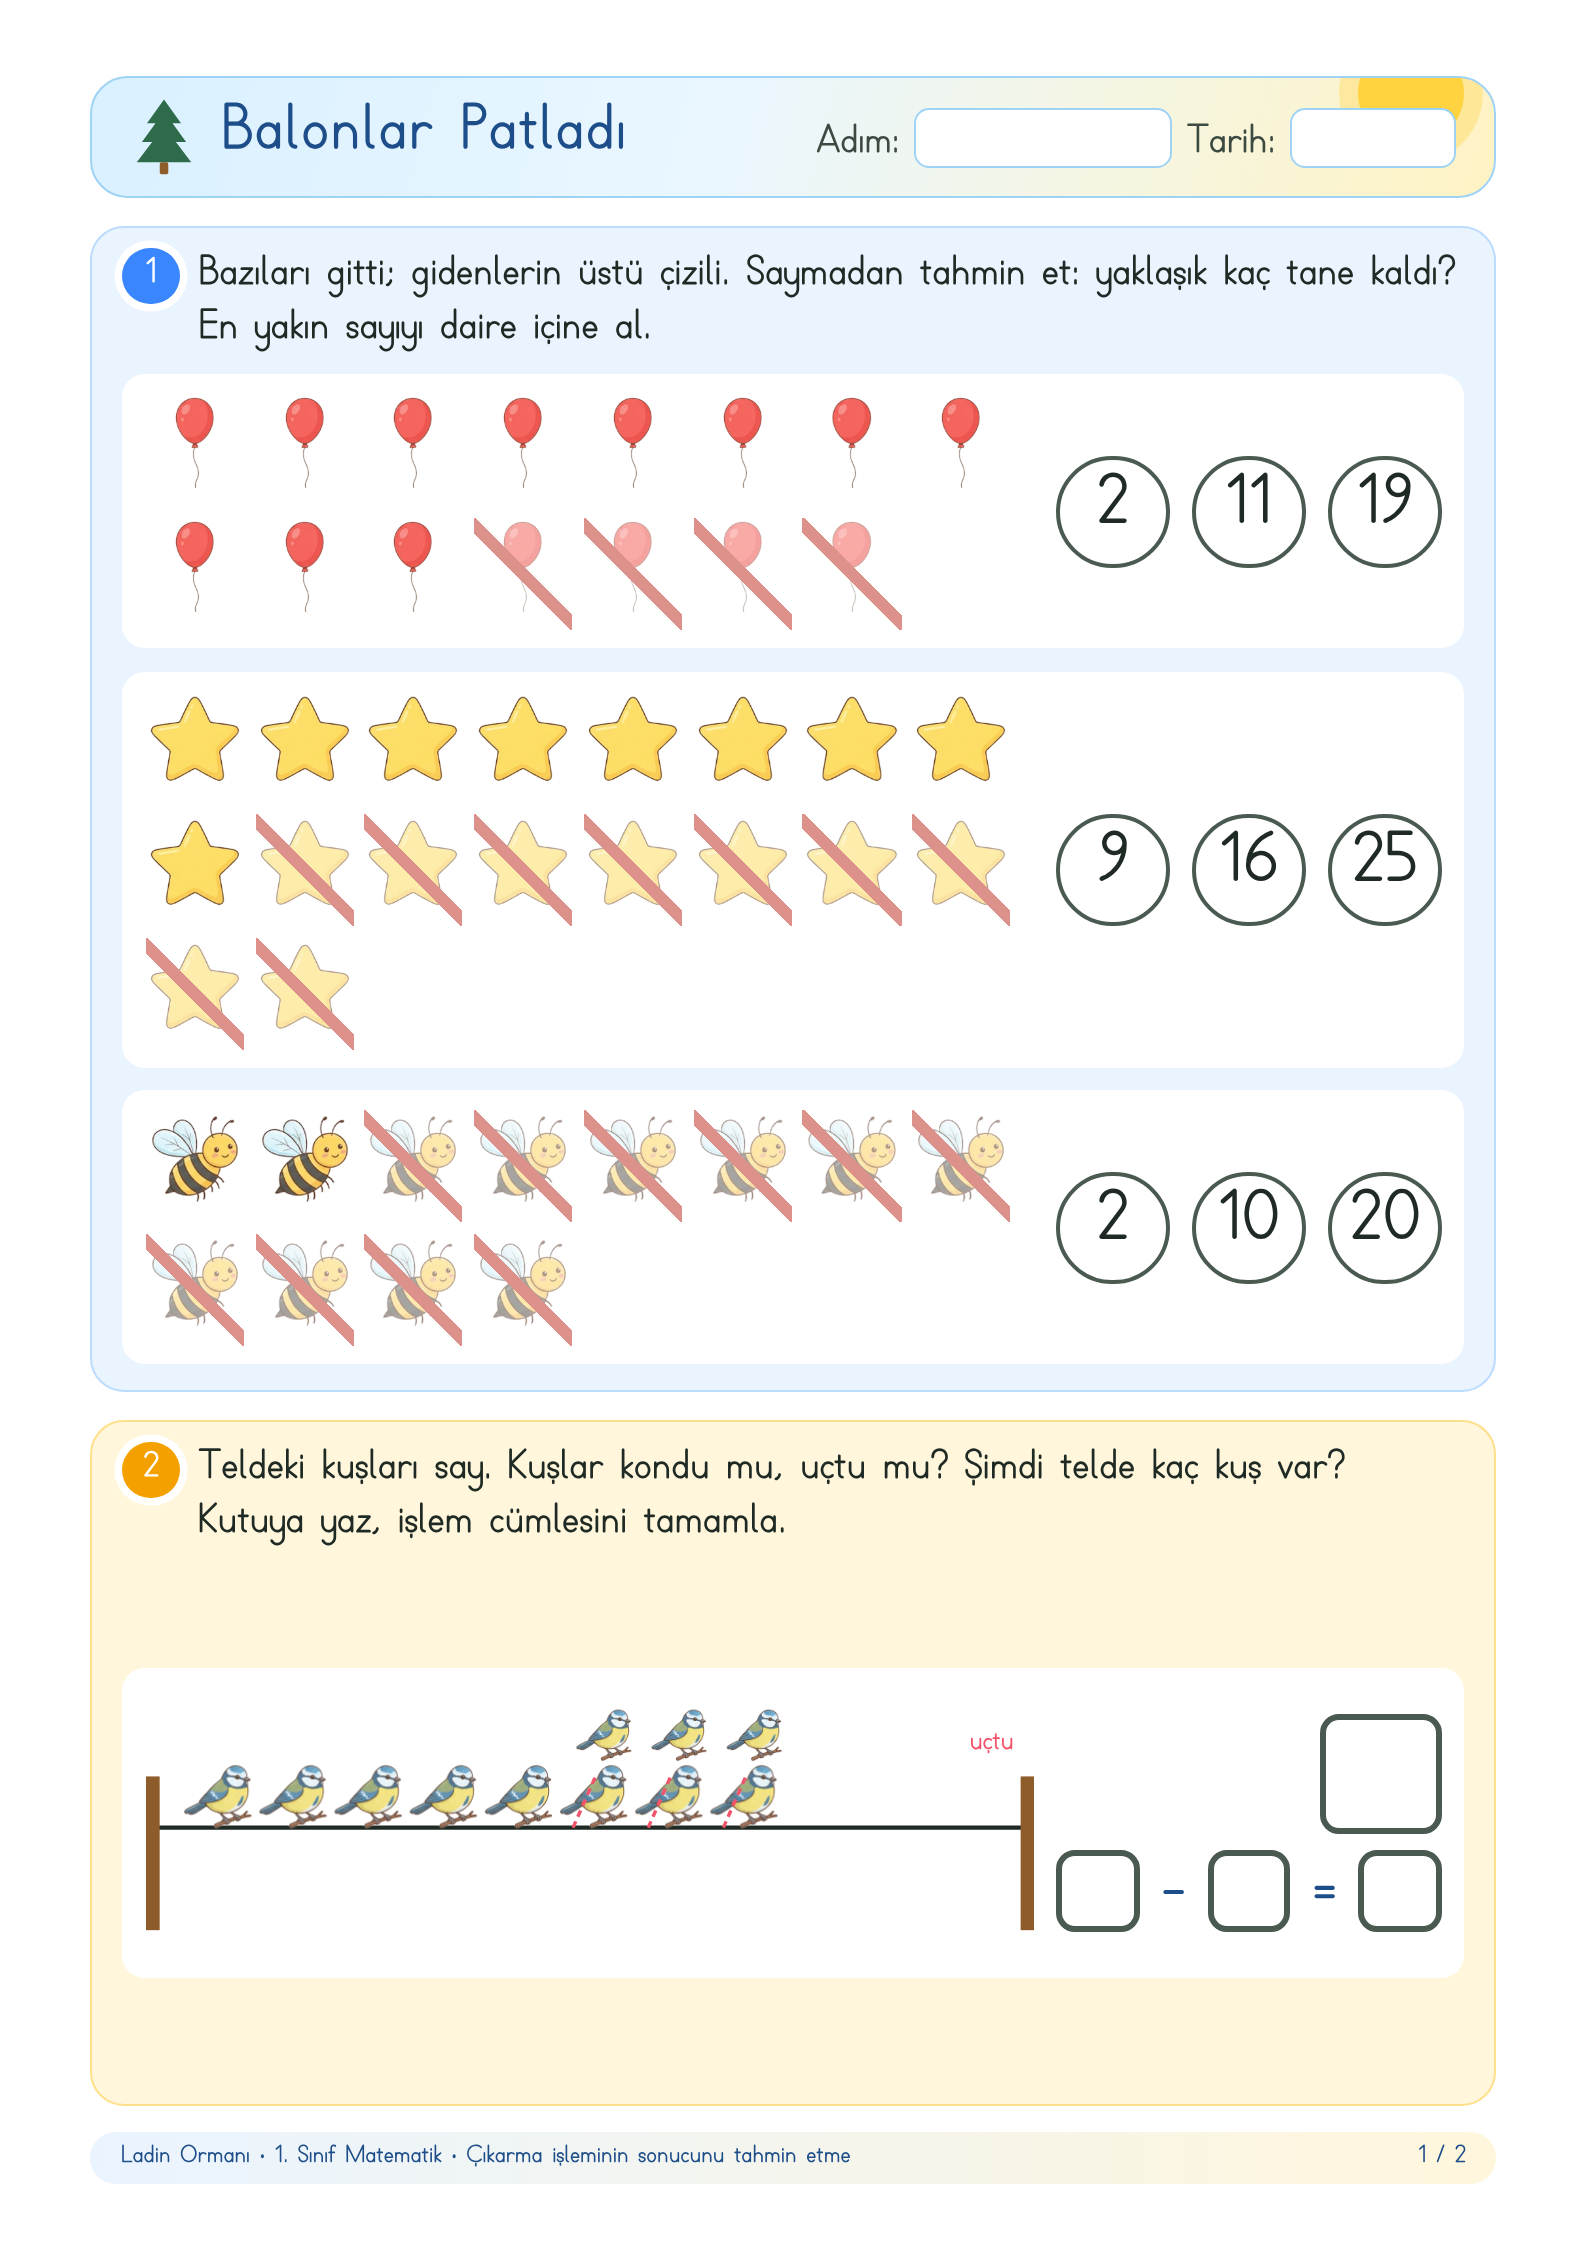 Balonlar Patladı
Adım:
Tarih:
1
Bazıları gitti; gidenlerin üstü çizili. Saymadan tahmin et: yaklaşık kaç tane kaldı?
En yakın sayıyı daire içine al.
2 11 19
9 16 25
2 10 20
2
Teldeki kuşları say. Kuşlar kondu mu, uçtu mu? Şimdi telde kaç kuş var?
Kutuya yaz, işlem cümlesini tamamla.
uçtu
- =
Ladin Ormanı • 1. Sınıf Matematik • Çıkarma işleminin sonucunu tahmin etme
1 / 2